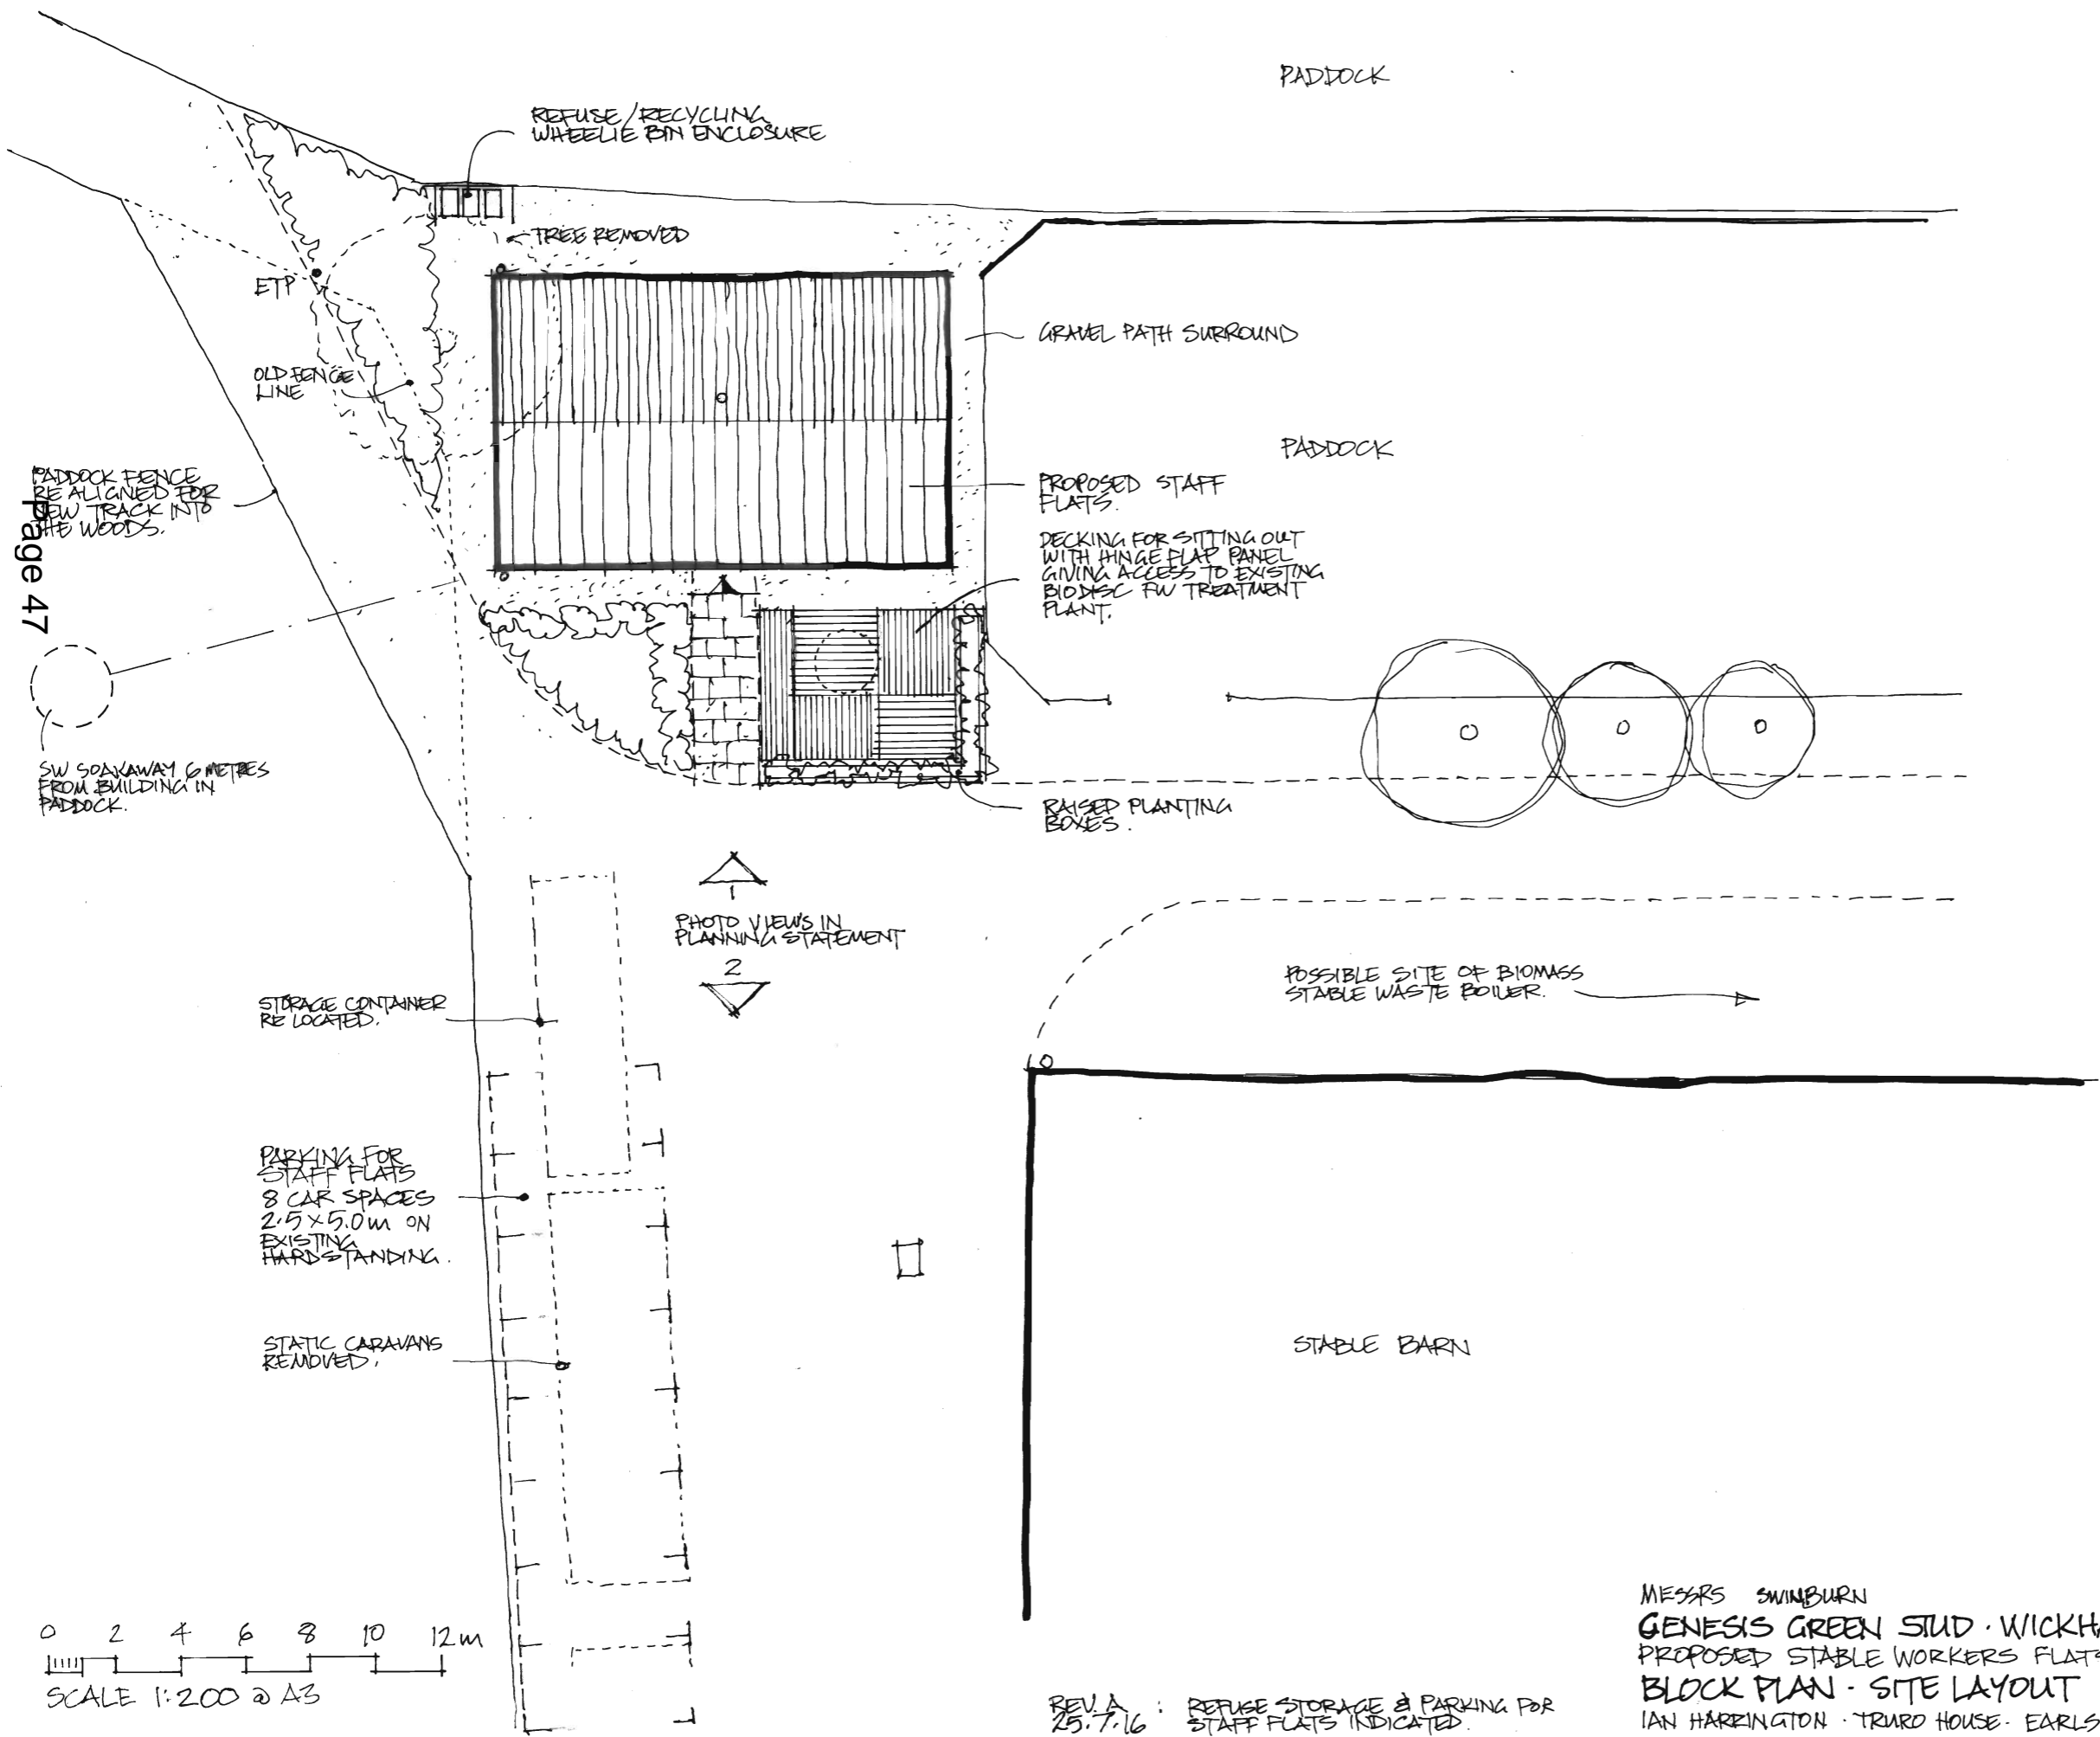 PADDOCK
REFUSE/RECYCLING
WHEELIE BIN ENCLOSURE
TREE REMOVED
ETP
GRAVEL PATH SURROUND
OLD FENCE
LINE
PADDOCK
PADDOCK FENCE
RE ALIGNED FOR
NEW TRACK INTO
THE WOODS.
Page 47
PROPOSED STAFF
FLATS.
DECKING FOR SITTING OUT
WITH HINGE FLAP PANEL
GIVING ACCESS TO EXISTING
BIODISC FW TREATMENT
PLANT.
SW SOAKAWAY 6 METRES
FROM BUILDING IN
PADDOCK.
RAISED PLANTING
BOXES.
1
PHOTO VIEWS IN
PLANNING STATEMENT
2
STORAGE CONTAINER
RE LOCATED.
POSSIBLE SITE OF BIOMASS
STABLE WASTE BOILER.
PARKING FOR
STAFF FLATS
8 CAR SPACES
2.5 x 5.0m ON
EXISTING
HARDSTANDING.
STATIC CARAVANS
REMOVED.
STABLE BARN
0 2 4 6 8 10 12m
SCALE 1:200 @ A3
REV. A : REFUSE STORAGE & PARKING FOR
25.7.16 STAFF FLATS INDICATED.
MESSRS SWINBURN
GENESIS GREEN STUD · WICKHA
PROPOSED STABLE WORKERS FLATS
BLOCK PLAN - SITE LAYOUT
IAN HARRINGTON · TRURO HOUSE · EARLS